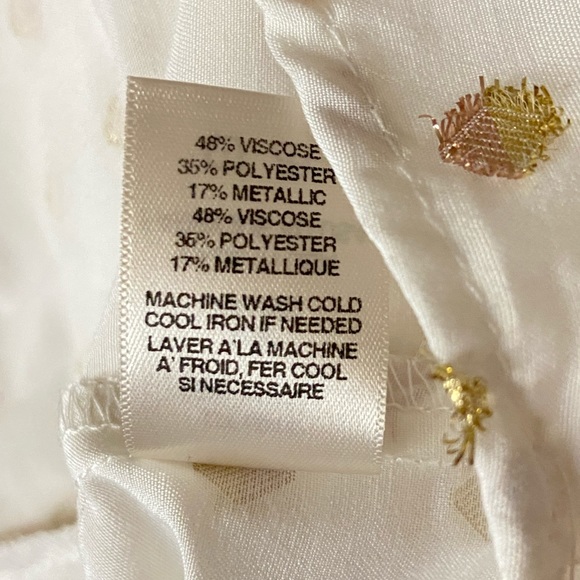 48% VISCOSE
35% POLYESTER
17% METALLIC
48% VISCOSE
35% POLYESTER
17% METALLIQUE
MACHINE WASH COLD
COOL IRON IF NEEDED
LAVER A'LA MACHINE
A' FROID, FER COOL
SI NECESSAIRE